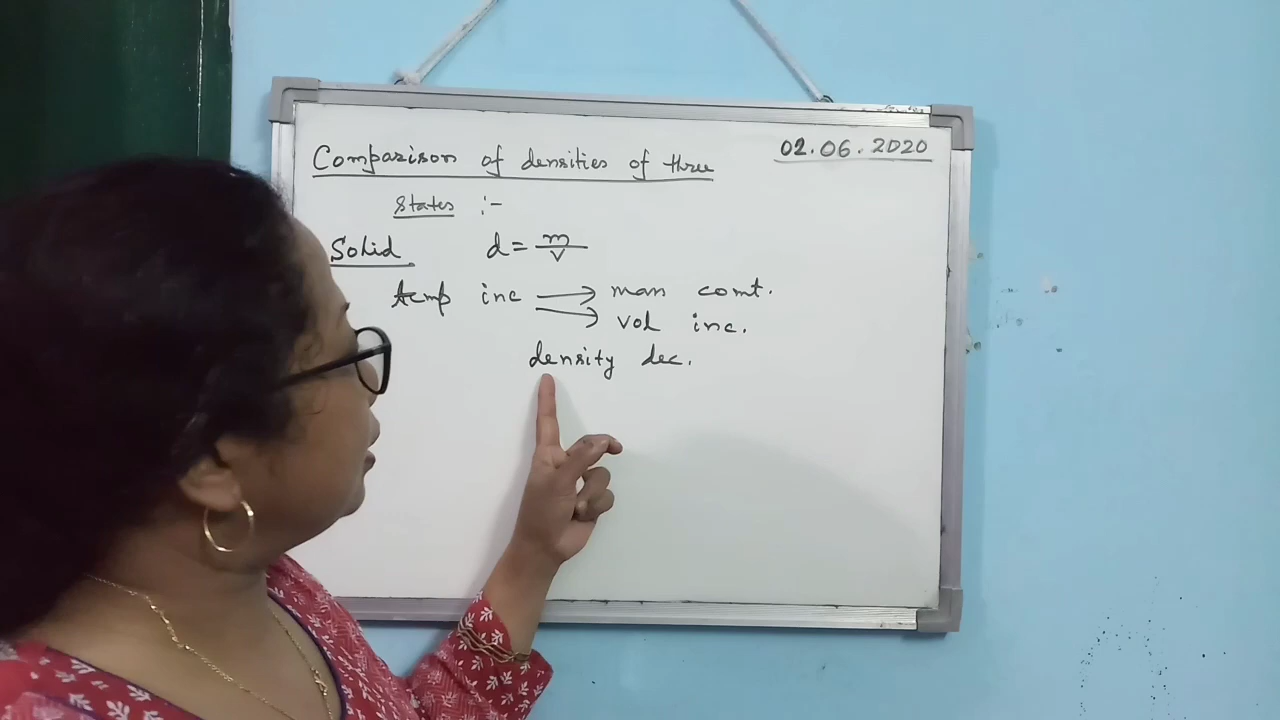 Comparison of densities of three 02.06.2020
States :-
Solid d = m/v
temp inc → mass const.
→ vol inc.
density dec.